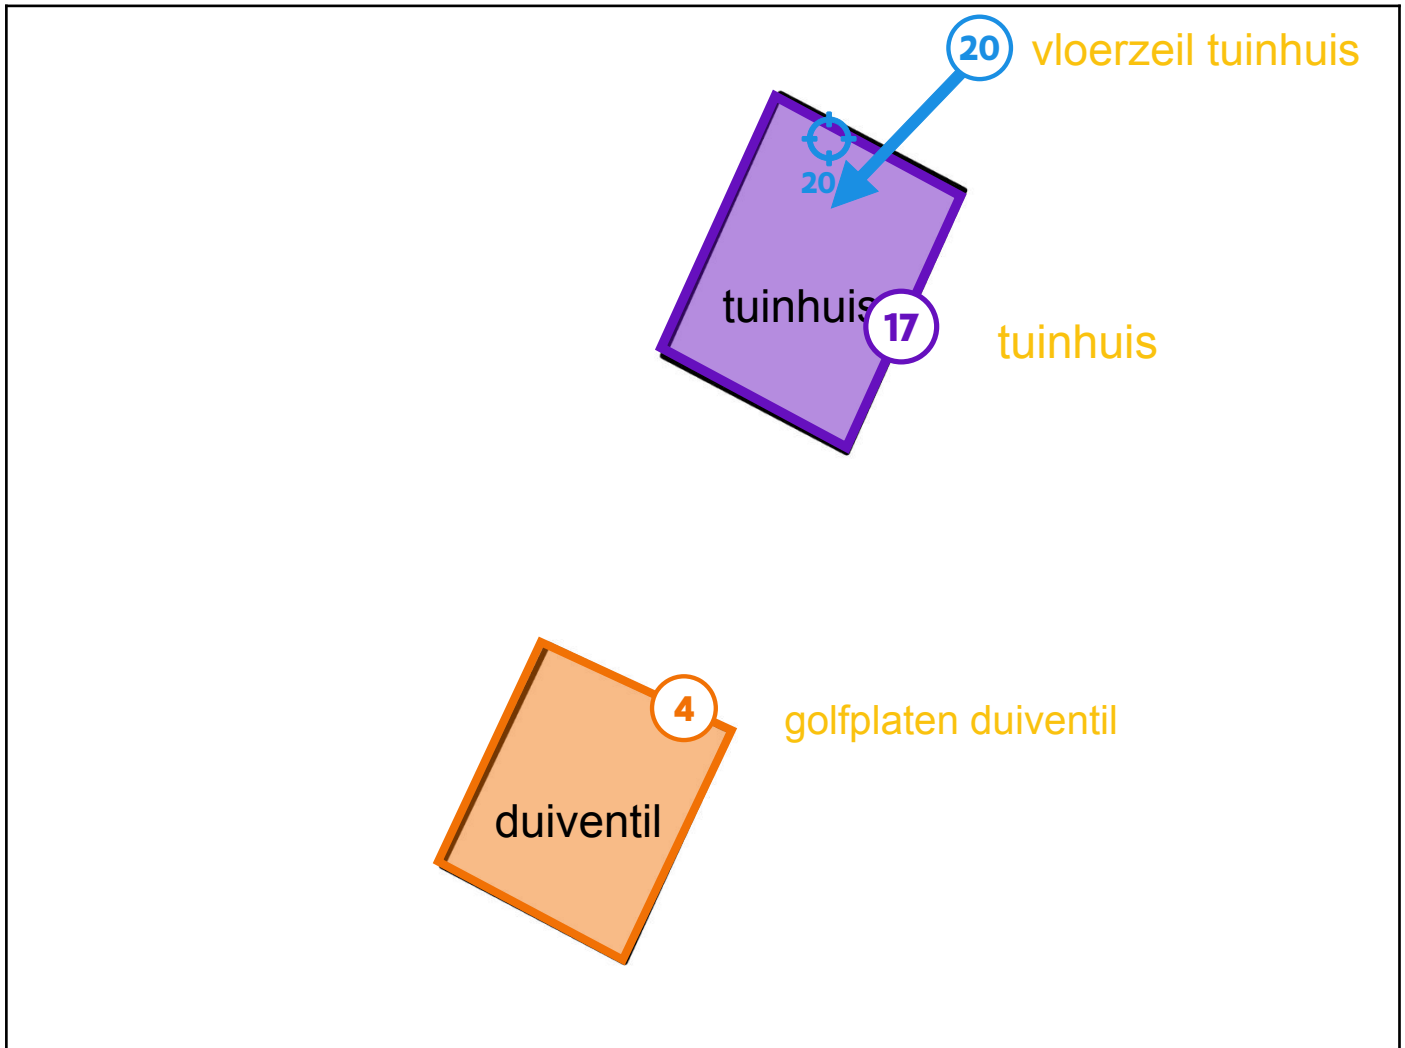 20 vloerzeil tuinhuis
20
tuinhuis 17 tuinhuis
4 golfplaten duiventil
duiventil